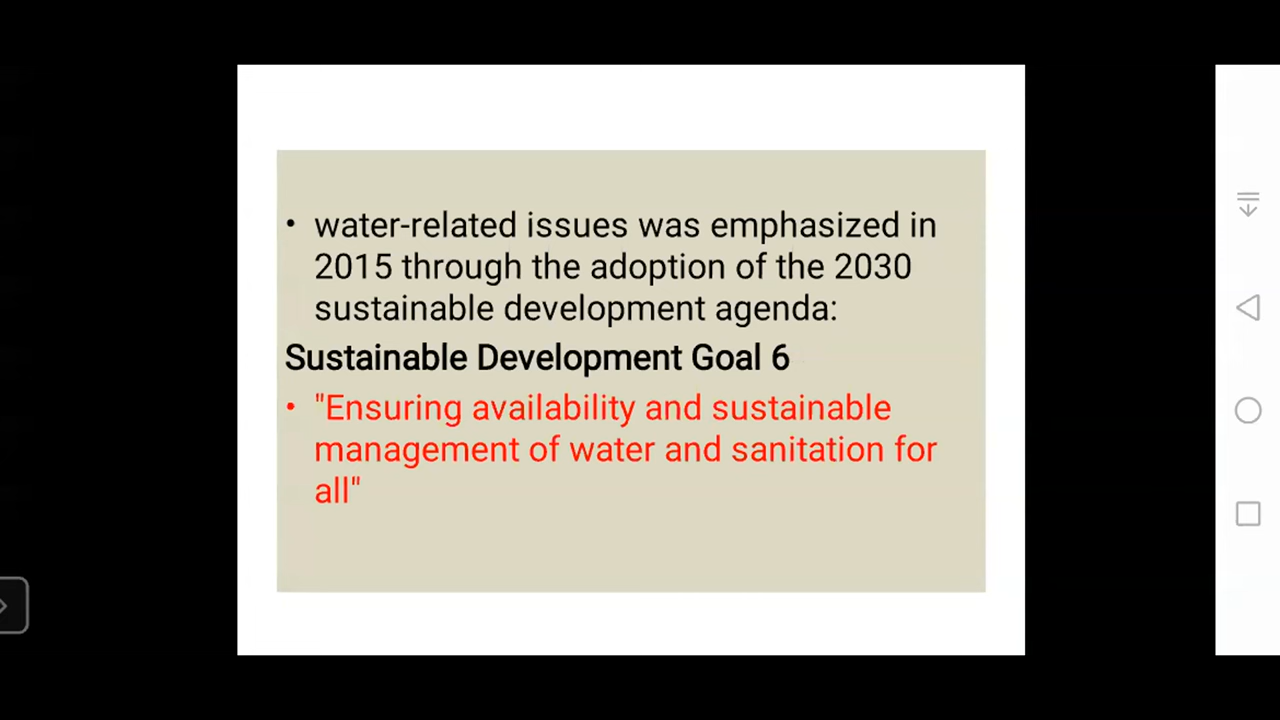 • water-related issues was emphasized in
2015 through the adoption of the 2030
sustainable development agenda:
Sustainable Development Goal 6
• "Ensuring availability and sustainable
management of water and sanitation for
all"